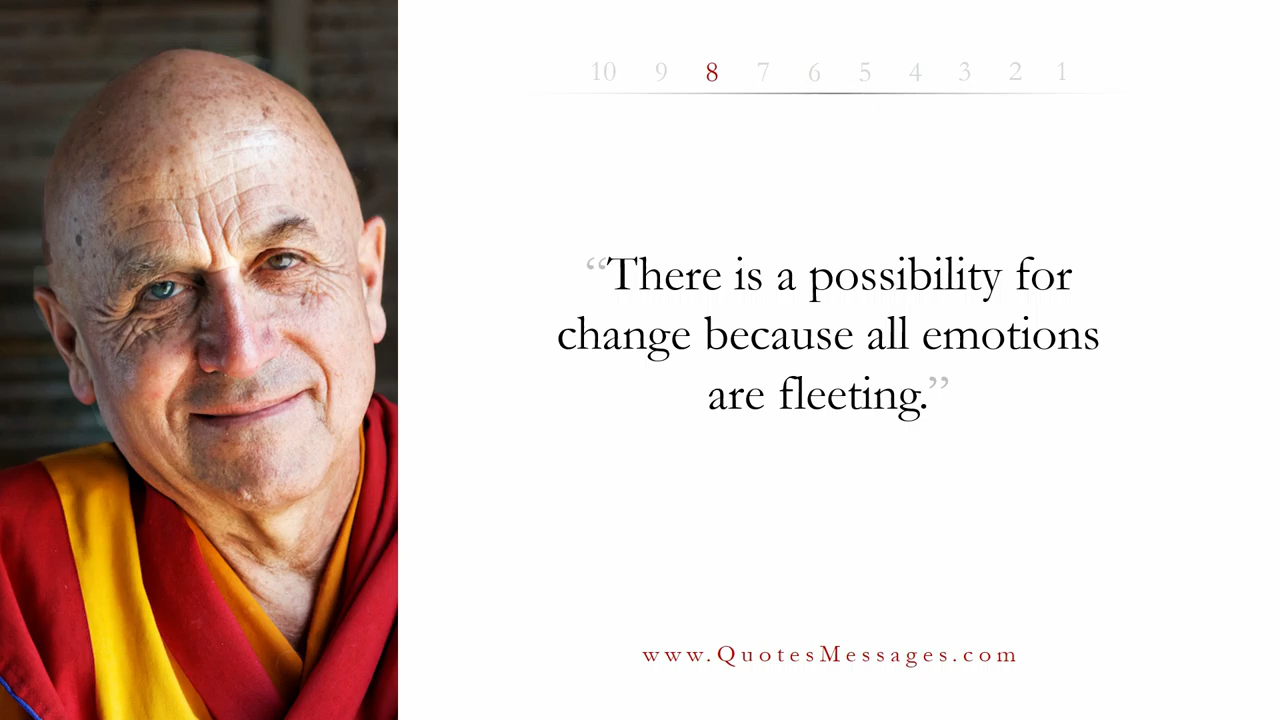 10 9 8 7 6 5 4 3 2 1
“There is a possibility for
change because all emotions
are fleeting.”
www.QuotesMessages.com